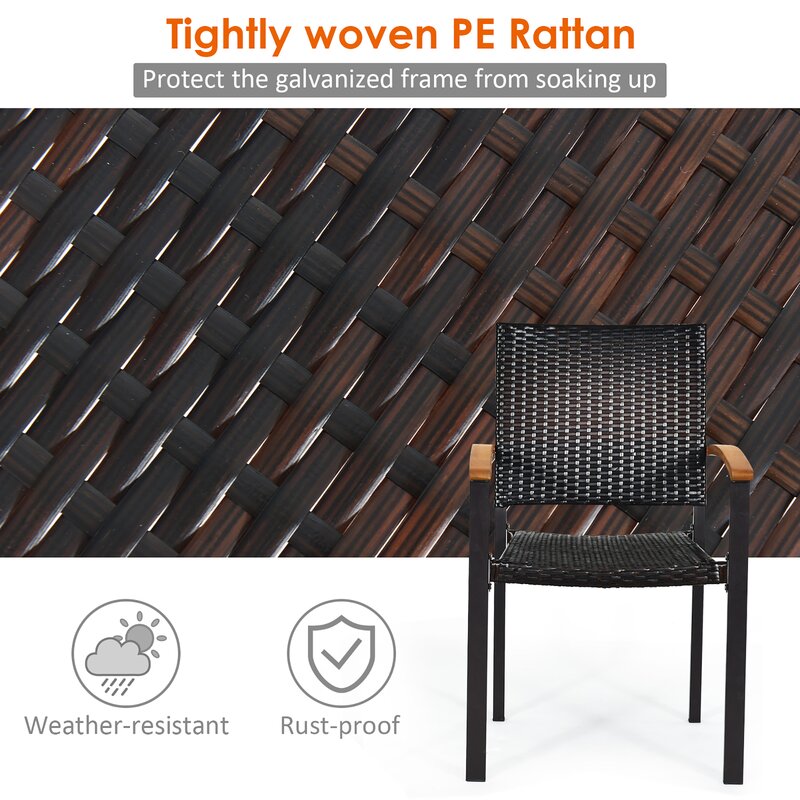 Tightly woven PE Rattan
Protect the galvanized frame from soaking up
Weather-resistant
Rust-proof